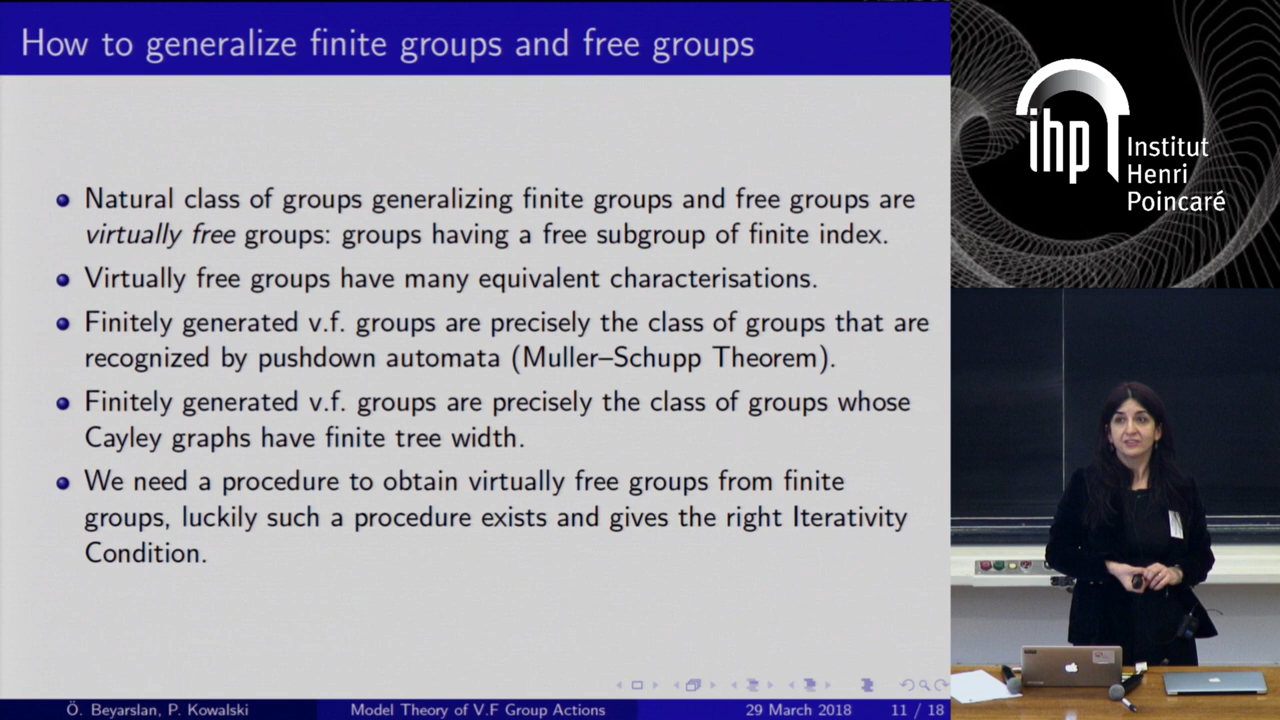 How to generalize finite groups and free groups
Natural class of groups generalizing finite groups and free groups are
virtually free groups: groups having a free subgroup of finite index.
Virtually free groups have many equivalent characterisations.
Finitely generated v.f. groups are precisely the class of groups that are
recognized by pushdown automata (Muller–Schupp Theorem).
Finitely generated v.f. groups are precisely the class of groups whose
Cayley graphs have finite tree width.
We need a procedure to obtain virtually free groups from finite
groups, luckily such a procedure exists and gives the right Iterativity
Condition.
Ö. Beyarslan, P. Kowalski
Model Theory of V.F Group Actions
29 March 2018
11 / 18
ihp
Institut
Henri
Poincaré